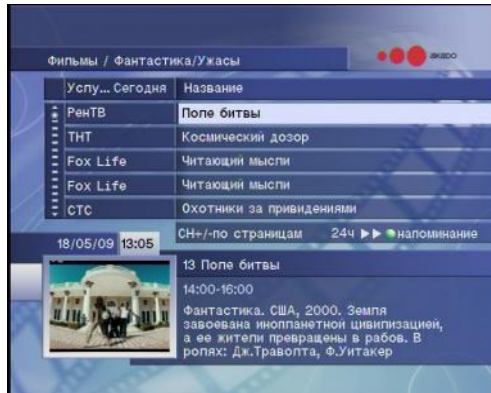 Фильмы / Фантастика/Ужасы
акадо
Услу... Сегодня Название
РенТВ Поле битвы
ТНТ Космический дозор
Fox Life Читающий мысли
Fox Life Читающий мысли
СТС Охотники за привидениями
CH+/-по страницам 24ч напоминание
18/05/09 13:05
13 Поле битвы
14:00-16:00
Фантастика. США, 2000. Земля
завоевана инопланетной цивилизацией,
а ее жители превращены в рабов. В
ролях: Дж.Траволта, Ф.Уитакер